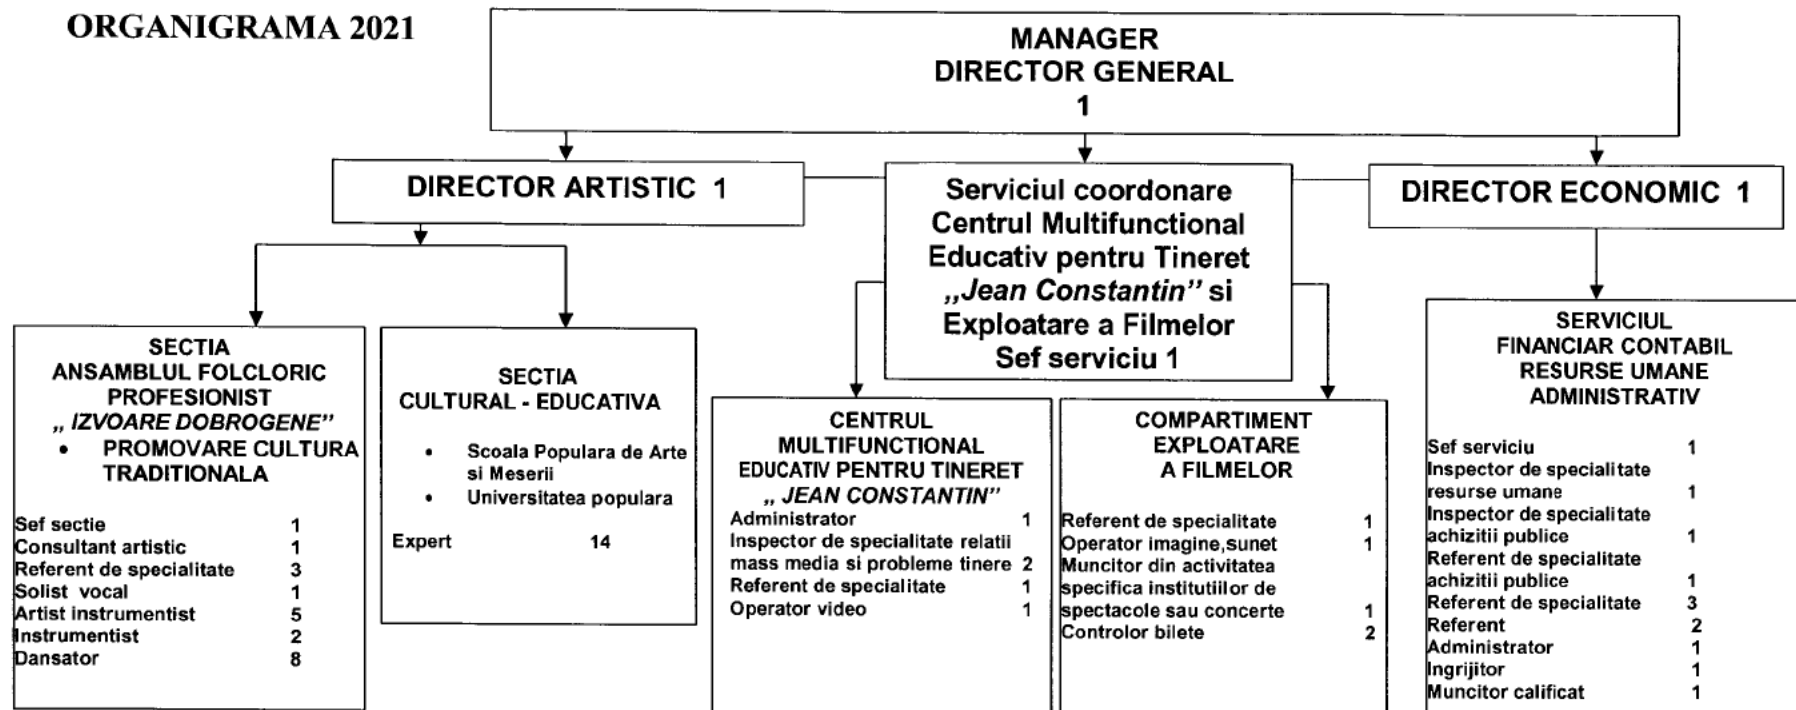 ORGANIGRAMA 2021
MANAGER
DIRECTOR GENERAL
1
DIRECTOR ARTISTIC 1
Serviciul coordonare
Centrul Multifunctional
Educativ pentru Tineret
„Jean Constantin” si
Exploatare a Filmelor
Sef serviciu 1
DIRECTOR ECONOMIC 1
SECTIA
ANSAMBLUL FOLCLORIC
PROFESIONIST
„ IZVOARE DOBROGENE”
• PROMOVARE CULTURA
TRADITIONALA
Sef sectie 1
Consultant artistic 1
Referent de specialitate 3
Solist vocal 1
Artist instrumentist 5
Instrumentist 2
Dansator 8
SECTIA
CULTURAL - EDUCATIVA
• Scoala Populara de Arte
si Meserii
• Universitatea populara
Expert 14
CENTRUL
MULTIFUNCTIONAL
EDUCATIV PENTRU TINERET
„ JEAN CONSTANTIN”
Administrator 1
Inspector de specialitate relatii
mass media si probleme tinere 2
Referent de specialitate 1
Operator video 1
COMPARTIMENT
EXPLOATARE
A FILMELOR
Referent de specialitate 1
Operator imagine,sunet 1
Muncitor din activitatea
specifica institutiilor de
spectacole sau concerte 1
Controlor bilete 2
SERVICIUL
FINANCIAR CONTABIL
RESURSE UMANE
ADMINISTRATIV
Sef serviciu 1
Inspector de specialitate
resurse umane 1
Inspector de specialitate
achizitii publice 1
Referent de specialitate
achizitii publice 1
Referent de specialitate 3
Referent 2
Administrator 1
Ingrijitor 1
Muncitor calificat 1